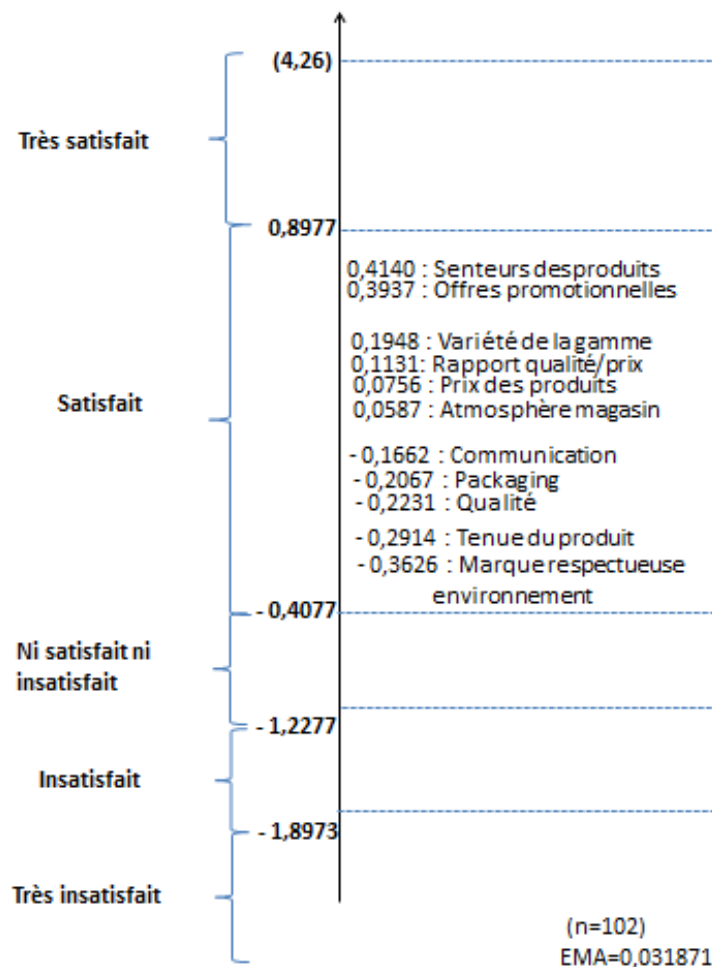 (4,26)
Très satisfait
0,8977
0,4140 : Senteurs desproduits
0,3937 : Offres promotionnelles
0,1948 : Variété de la gamme
0,1131: Rapport qualité/prix
0,0756 : Prix des produits
Satisfait
0,0587 : Atmosphère magasin
- 0,1662 : Communication
- 0,2067 : Packaging
- 0,2231 : Qualité
- 0,2914 : Tenue du produit
- 0,3626 : Marque respectueuse
environnement
- 0,4077
Ni satisfait ni
insatisfait
- 1,2277
Insatisfait
- 1,8973
Très insatisfait
(n=102)
EMA=0,031871